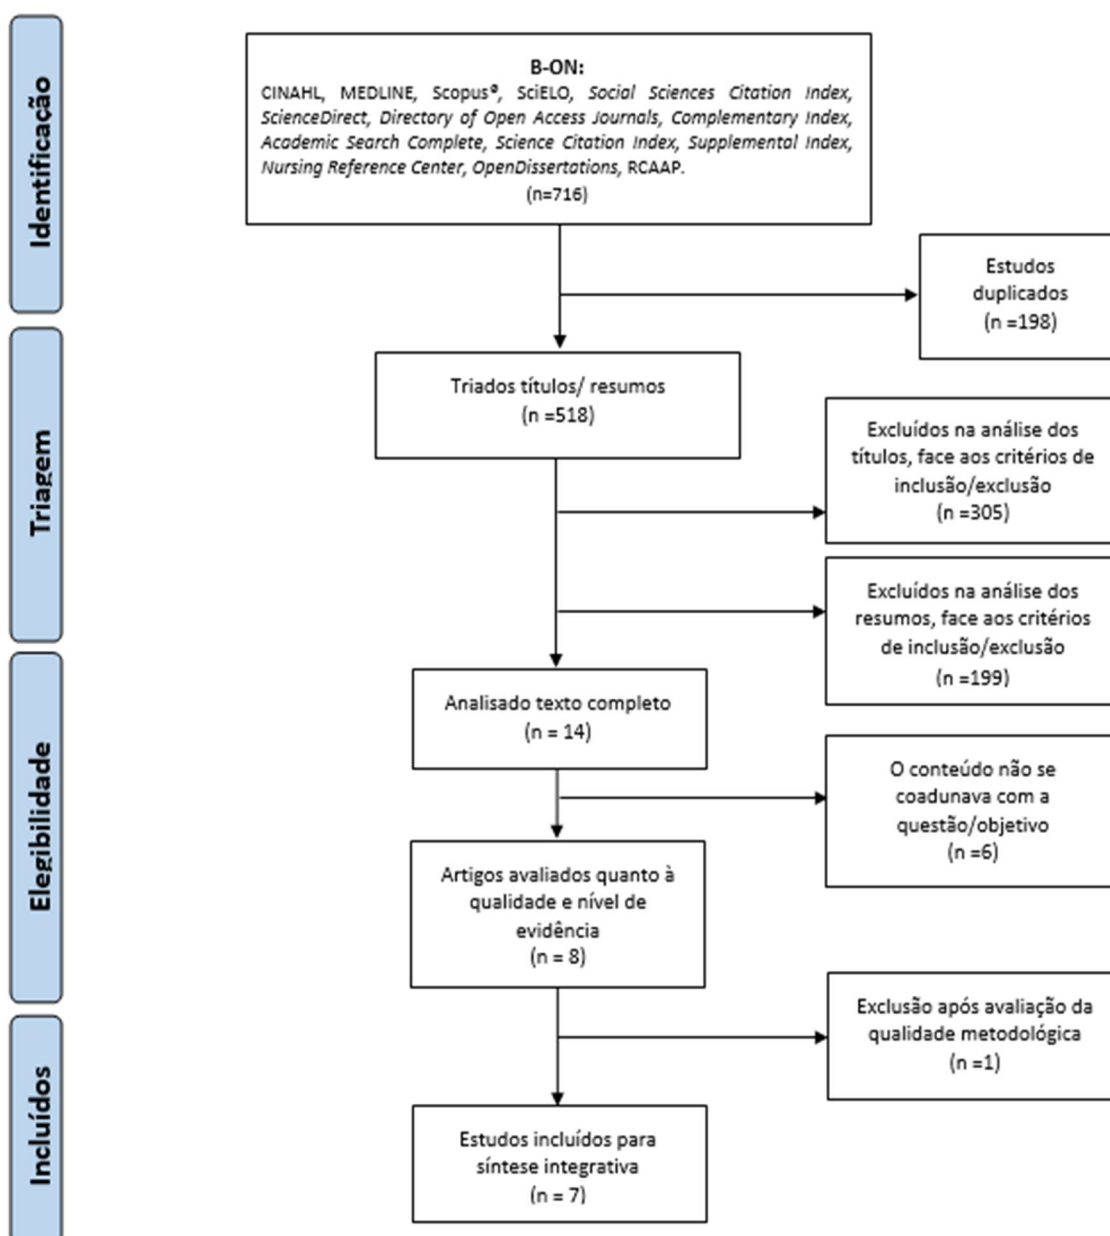 Identificação
B-ON:
CINAHL, MEDLINE, Scopus®, SciELO, Social Sciences Citation Index,
ScienceDirect, Directory of Open Access Journals, Complementary Index,
Academic Search Complete, Science Citation Index, Supplemental Index,
Nursing Reference Center, OpenDissertations, RCAAP.
(n=716)
Estudos
duplicados
(n =198)
Triagem
Triados títulos/ resumos
(n =518)
Excluídos na análise dos
títulos, face aos critérios de
inclusão/exclusão
(n =305)
Excluídos na análise dos
resumos, face aos critérios
de inclusão/exclusão
(n =199)
Elegibilidade
Analisado texto completo
(n = 14)
O conteúdo não se
coadunava com a
questão/objetivo
(n =6)
Artigos avaliados quanto à
qualidade e nível de
evidência
(n = 8)
Exclusão após avaliação da
qualidade metodológica
(n =1)
Incluídos
Estudos incluídos para
síntese integrativa
(n = 7)